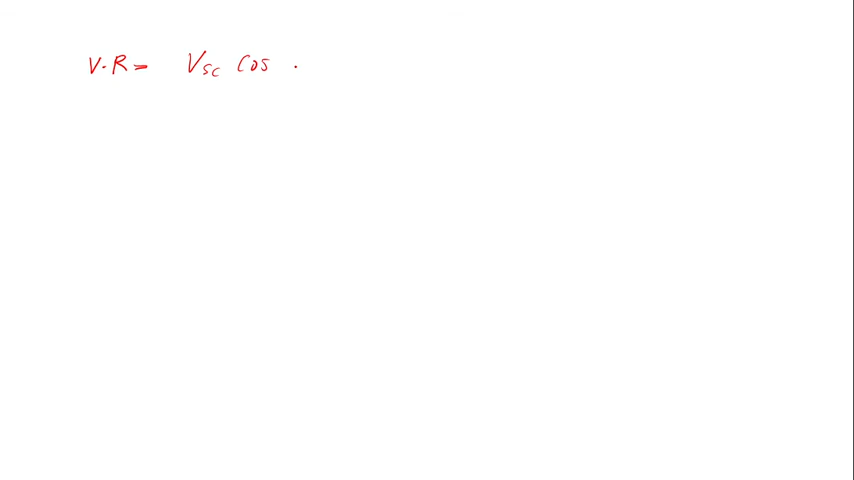 V.R = Vsc Cos .